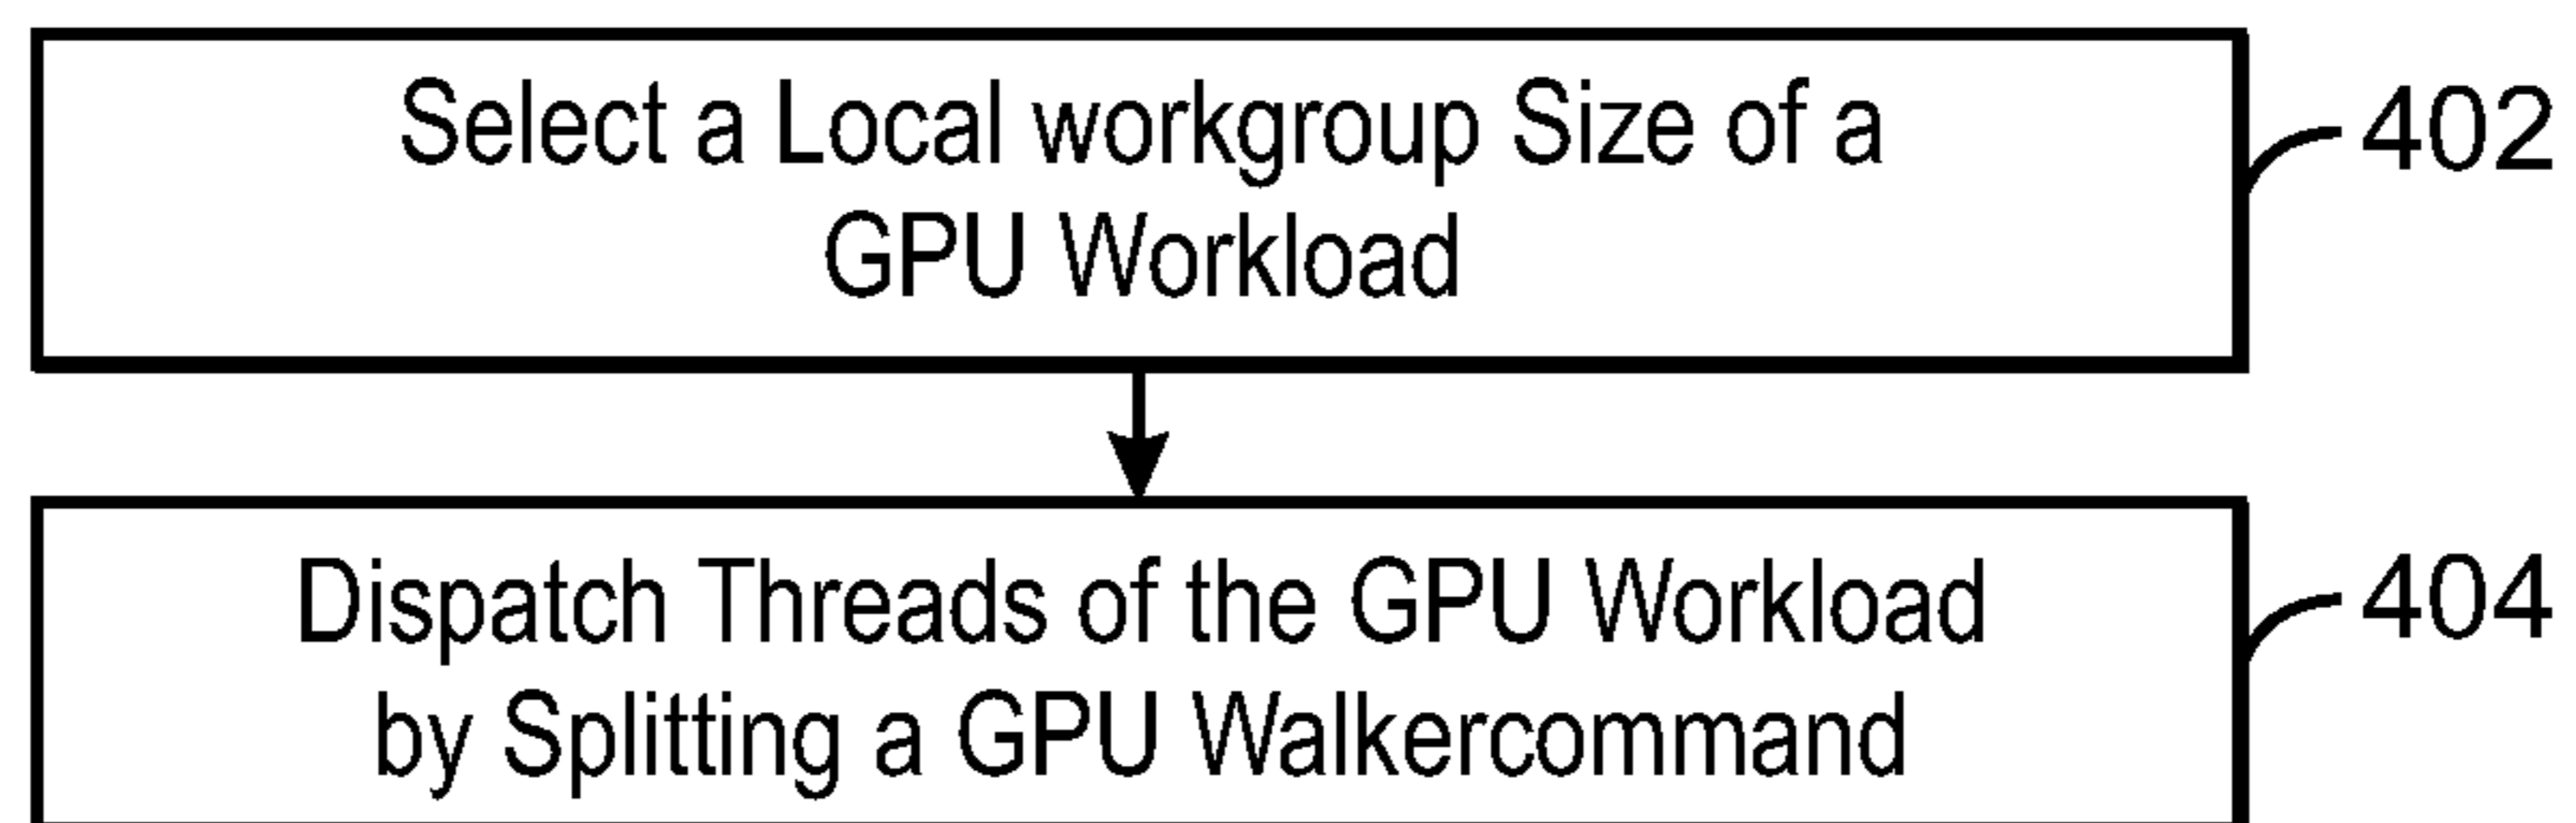 Select a Local workgroup Size of a
GPU Workload
402
Dispatch Threads of the GPU Workload
by Splitting a GPU Walkercommand
404